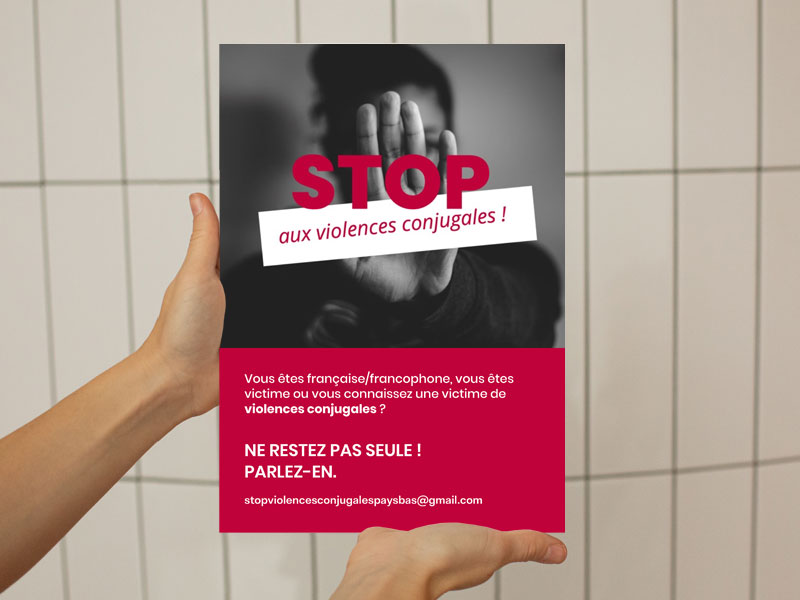 STOP
aux violences conjugales !
Vous êtes française/francophone, vous êtes
victime ou vous connaissez une victime de
violences conjugales ?
NE RESTEZ PAS SEULE !
PARLEZ-EN.
stopviolencesconjugalespaysbas@gmail.com